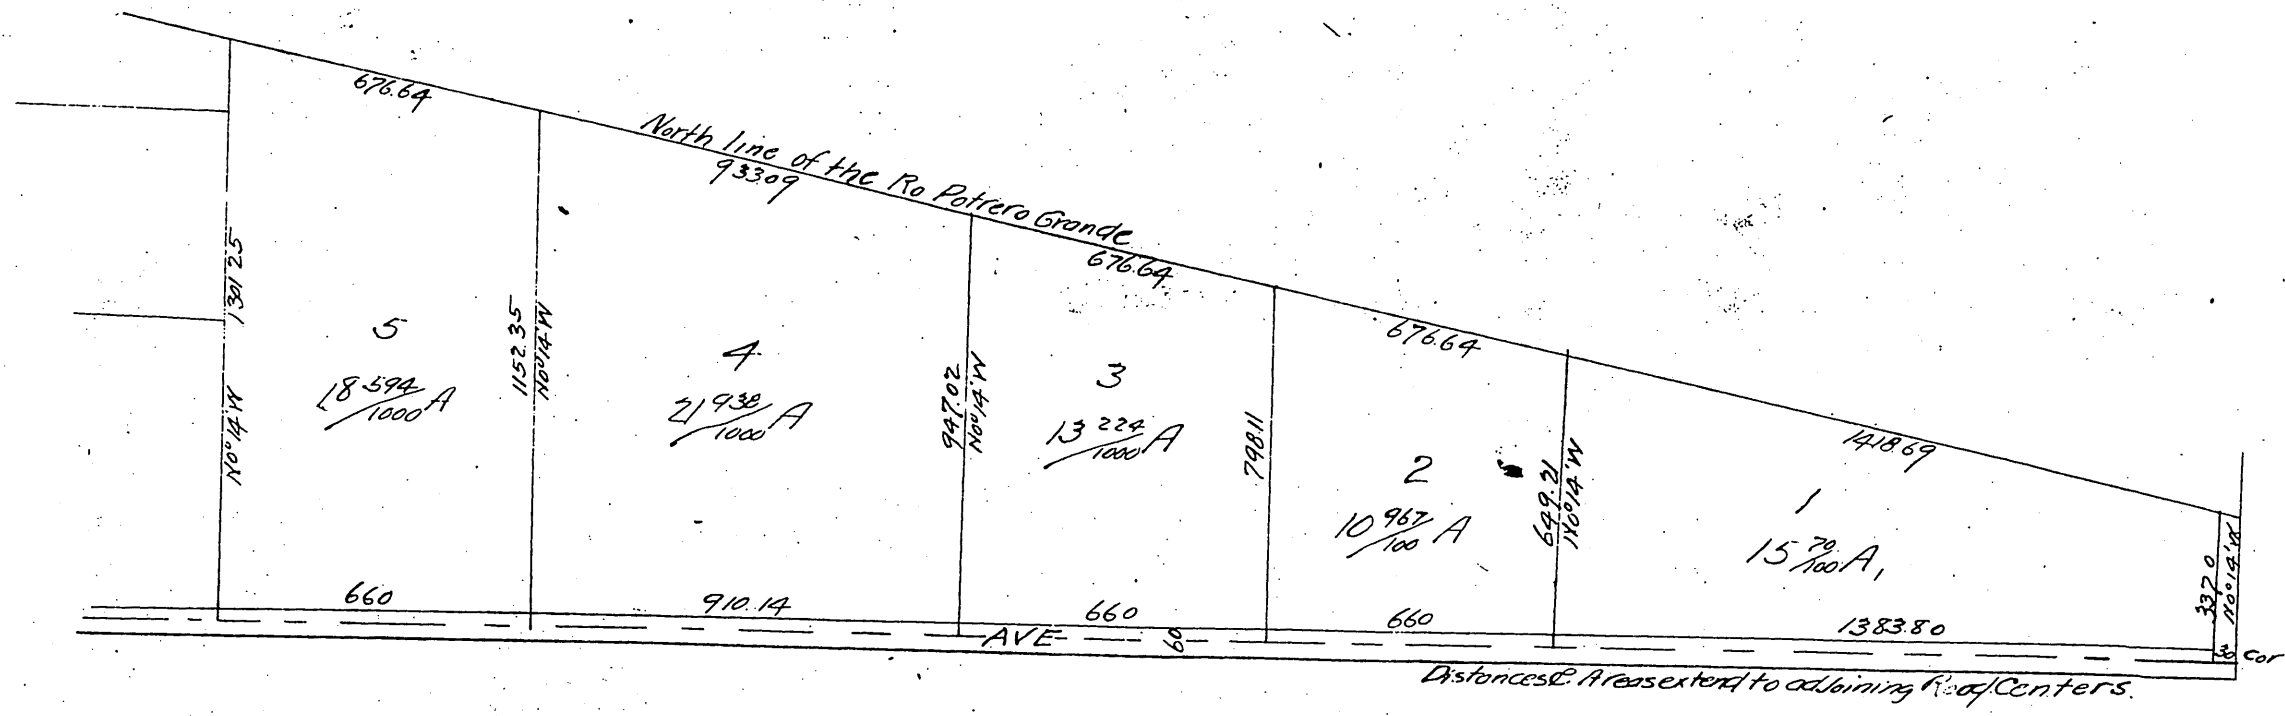 676.64
North line of the Ro Potrero Grande
933.09
676.64
676.64
1418.69
N0°14'W 1301 25
5
18 594/1000 A
1152 35
N0°14'W
4
21 938/1000 A
947.02
N0°14'W
3
13 224/1000 A
798.11
2
10 967/100 A
649.21
N0°14'W
1
15 70/100 A,
337.0
N0°14'W
660
910.14
660
660
1383.80
AVE
60
30
cor
Distances & Areas extend to adjoining Road Centers.